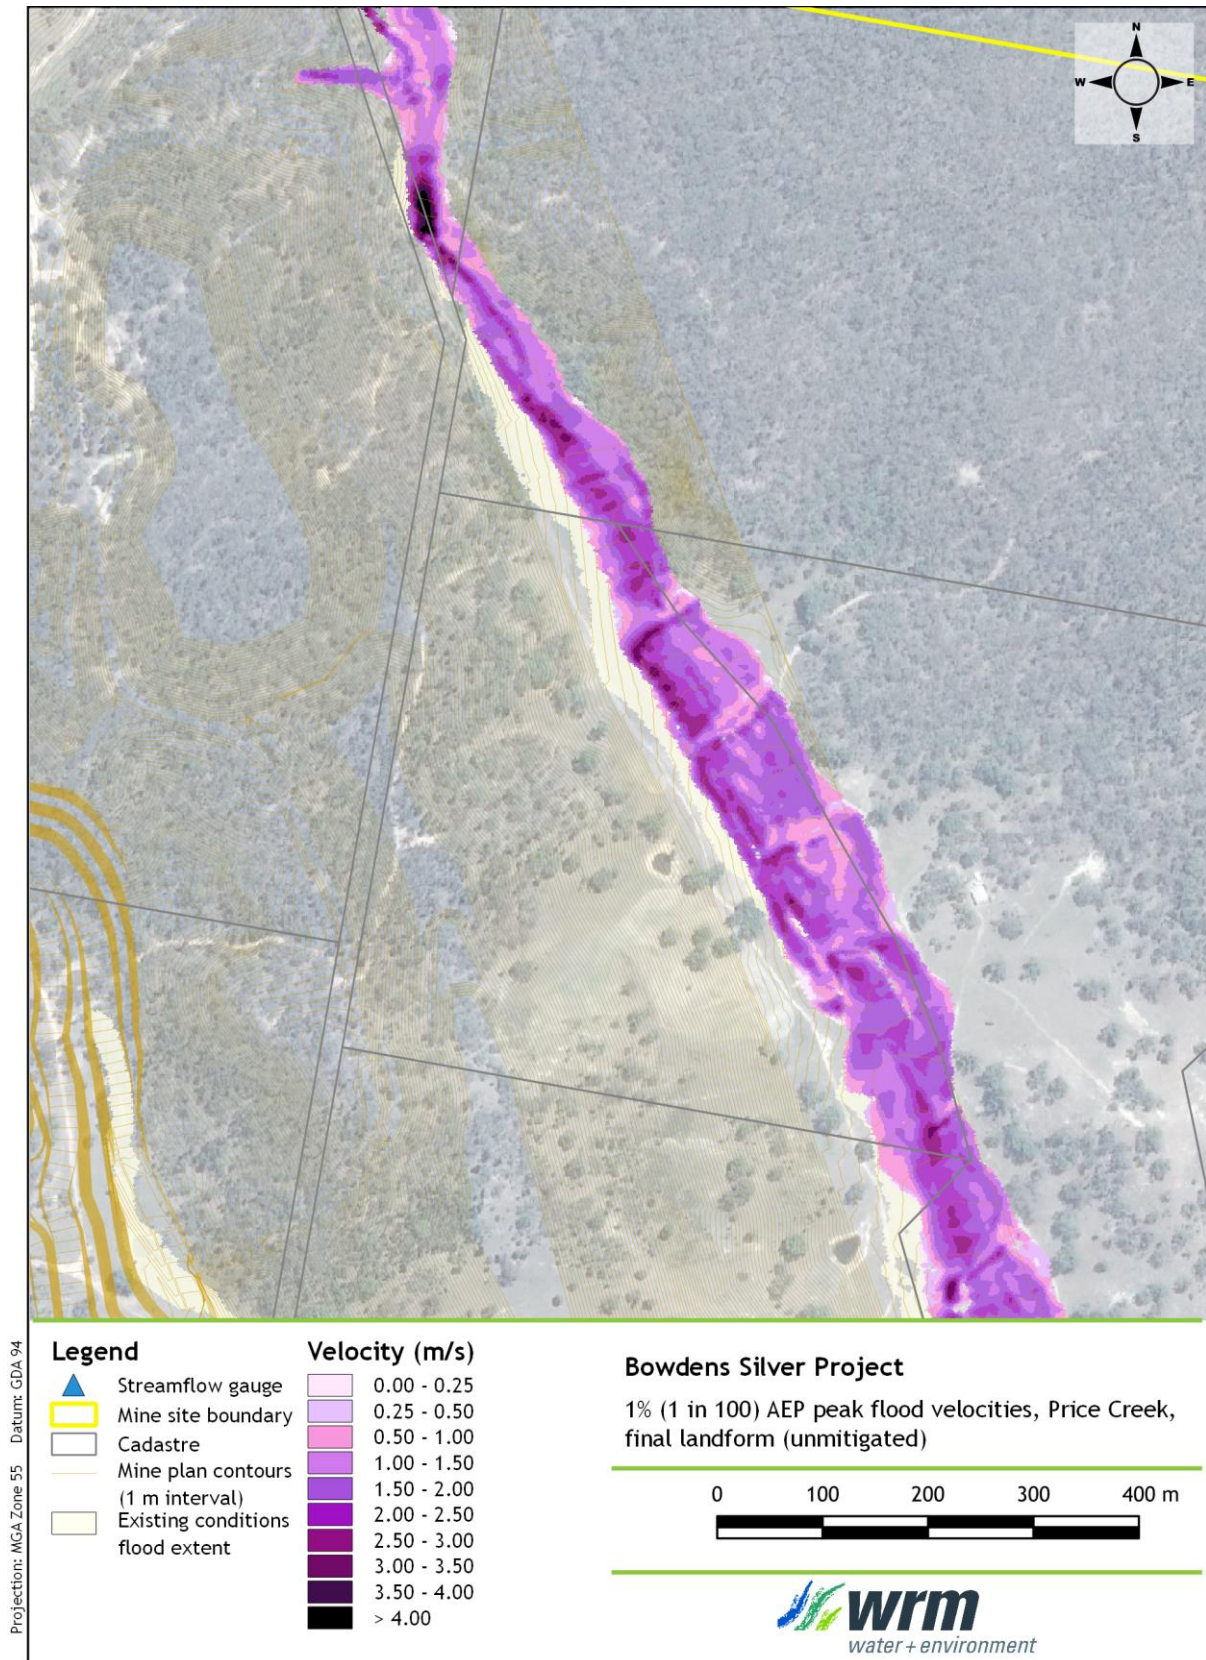 N
W E
S
Legend
Streamflow gauge
Mine site boundary
Cadastre
Mine plan contours
(1 m interval)
Existing conditions
flood extent
Velocity (m/s)
0.00 - 0.25
0.25 - 0.50
0.50 - 1.00
1.00 - 1.50
1.50 - 2.00
2.00 - 2.50
2.50 - 3.00
3.00 - 3.50
3.50 - 4.00
> 4.00
Bowdens Silver Project
1% (1 in 100) AEP peak flood velocities, Price Creek,
final landform (unmitigated)
0 100 200 300 400 m
wrm
water + environment
Projection: MGA Zone 55 Datum: GDA 94